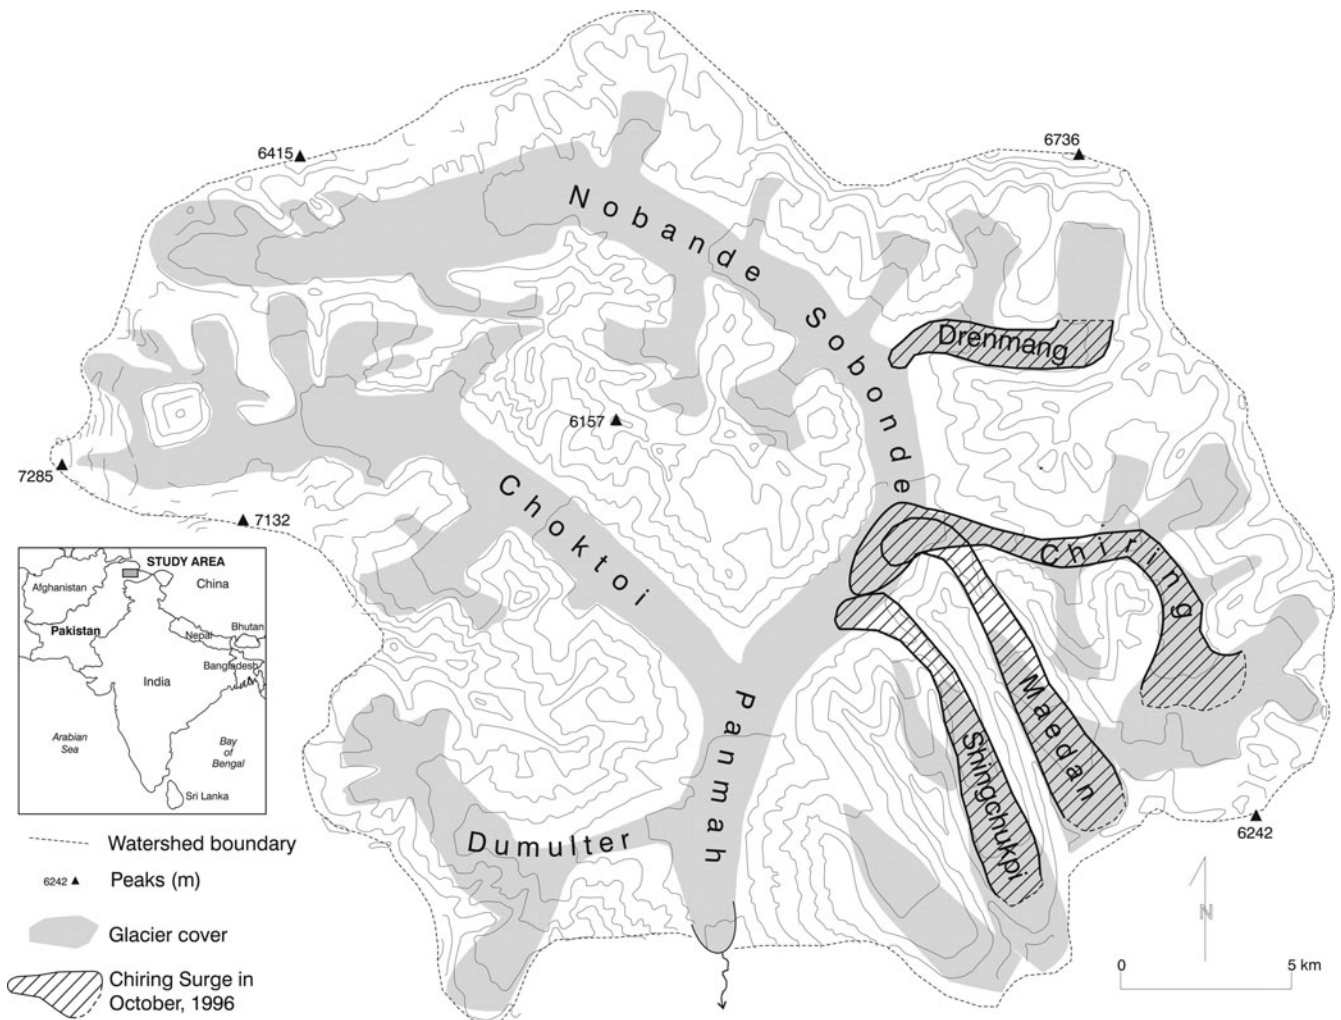 6415
6736
Nobande Sobonde
Drenmang
6157
7285
7132
Choktoi
Chiring
STUDY AREA
Afghanistan
China
Pakistan
Nepal
Bhutan
Bangladesh
India
Arabian
Sea
Bay
of
Bengal
Sri Lanka
Panmah
Maedan
Shingchukpi
Dumulter
6242
Watershed boundary
6242 Peaks (m)
Glacier cover
Chiring Surge in
October, 1996
N
0 5 km